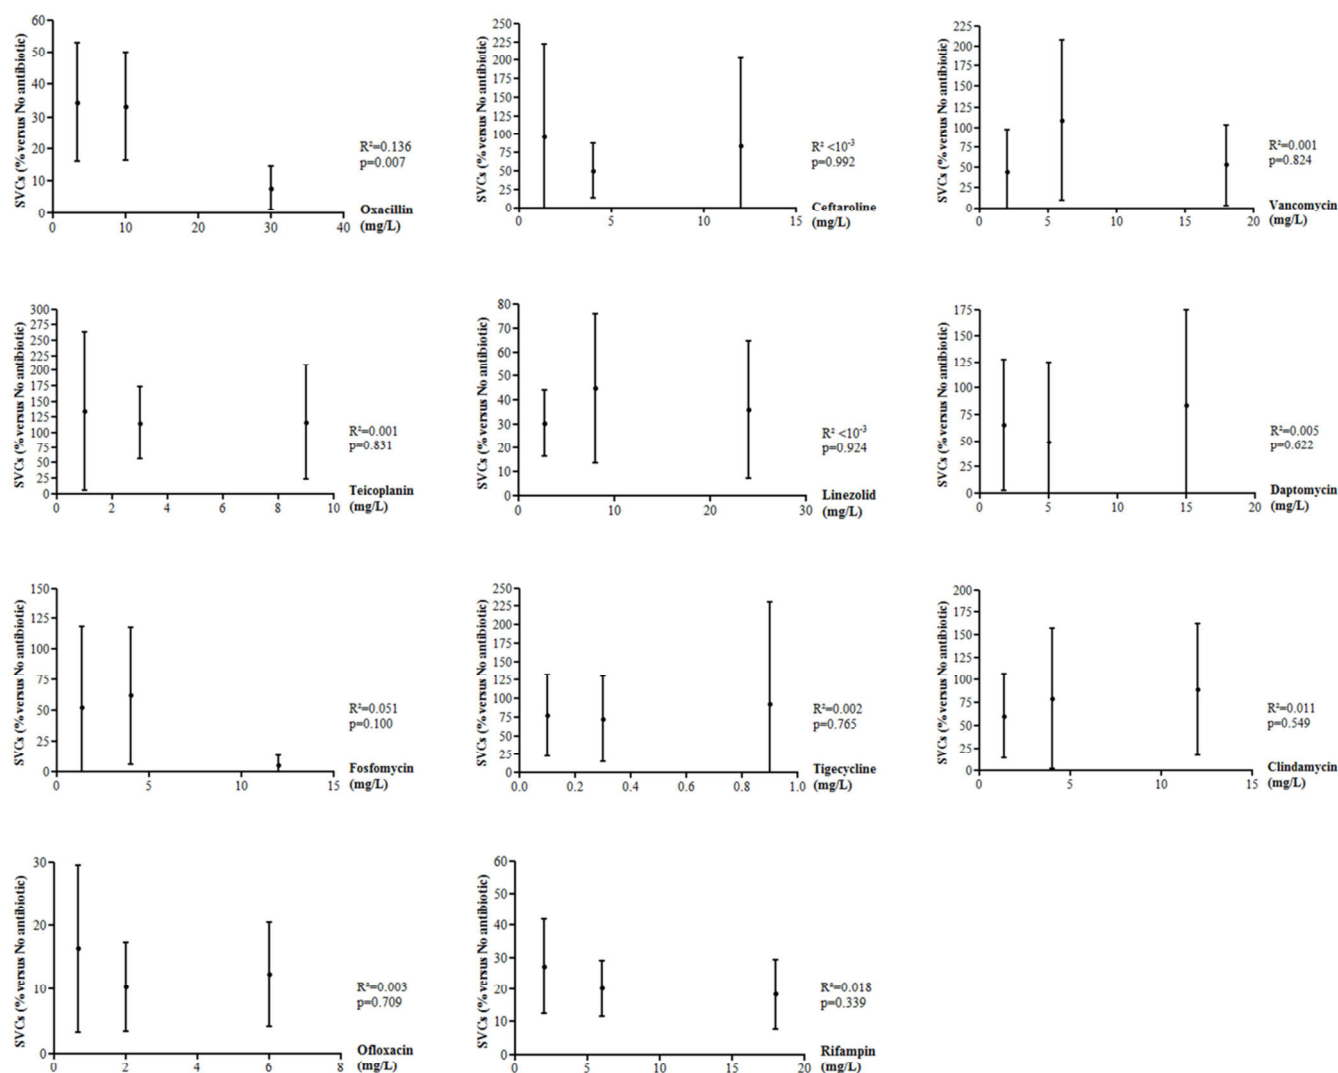 SVCs (% versus No antibiotic)
60
50
40
30
20
10
0
0 10 20 30 40
R²=0.136
p=0.007
Oxacillin
(mg/L)
SVCs (% versus No antibiotic)
250
225
200
175
150
125
100
75
50
25
0
0 5 10 15
R² <10⁻³
p=0.992
Ceftaroline
(mg/L)
SVCs (% versus No antibiotic)
225
200
175
150
125
100
75
50
25
0
0 5 10 15 20
R²=0.001
p=0.824
Vancomycin
(mg/L)
SVCs (% versus No antibiotic)
300
275
250
225
200
175
150
125
100
75
50
25
0
0 2 4 6 8 10
R²=0.001
p=0.831
Teicoplanin
(mg/L)
SVCs (% versus No antibiotic)
80
70
60
50
40
30
20
10
0
0 10 20 30
R² <10⁻³
p=0.924
Linezolid
(mg/L)
SVCs (% versus No antibiotic)
175
150
125
100
75
50
25
0
0 5 10 15 20
R²=0.005
p=0.622
Daptomycin
(mg/L)
SVCs (% versus No antibiotic)
150
125
100
75
50
25
0
0 5 10 15
R²=0.051
p=0.100
Fosfomycin
(mg/L)
SVCs (% versus No antibiotic)
250
225
200
175
150
125
100
75
50
25
0
0.0 0.2 0.4 0.6 0.8 1.0
R²=0.002
p=0.765
Tigecycline
(mg/L)
SVCs (% versus No antibiotic)
200
175
150
125
100
75
50
25
0
0 5 10 15
R²=0.011
p=0.549
Clindamycin
(mg/L)
SVCs (% versus No antibiotic)
30
20
10
0
0 2 4 6 8
R²=0.003
p=0.709
Ofloxacin
(mg/L)
SVCs (% versus No antibiotic)
60
50
40
30
20
10
0
0 5 10 15 20
R²=0.018
p=0.339
Rifampin
(mg/L)